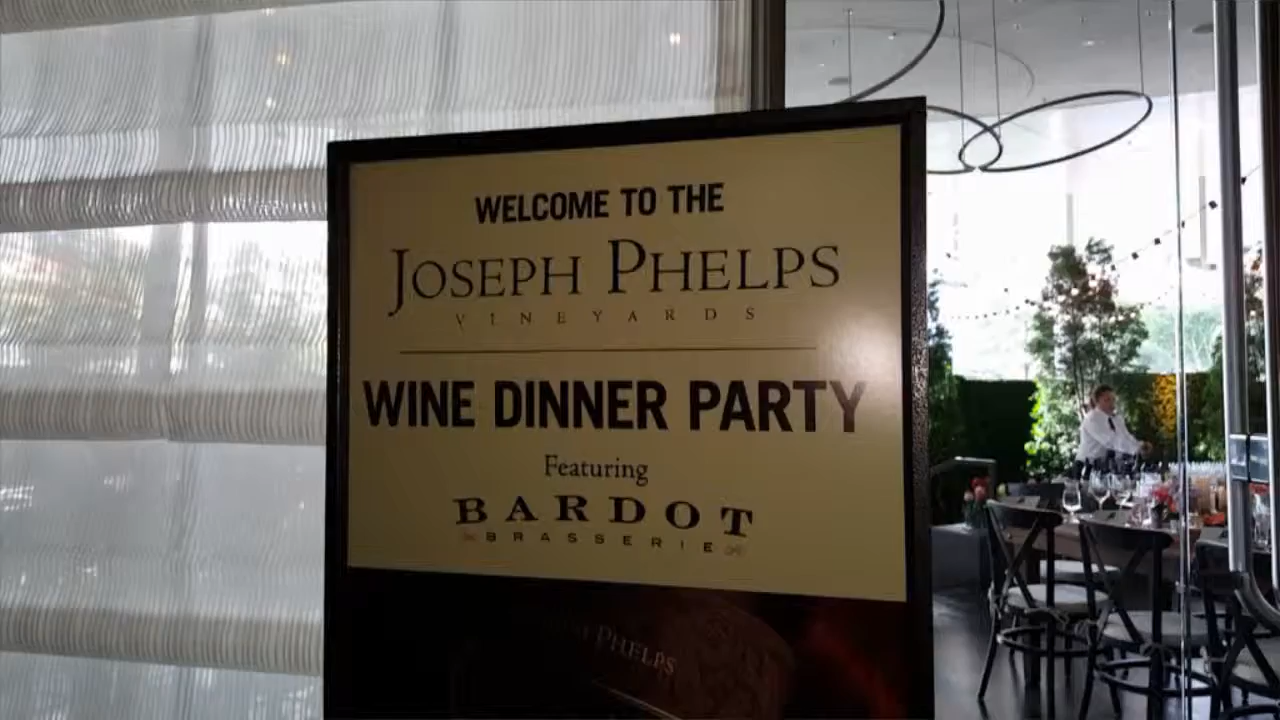 WELCOME TO THE
JOSEPH PHELPS
VINEYARDS
WINE DINNER PARTY
Featuring
BARDOT
BRASSERIE
PHELPS